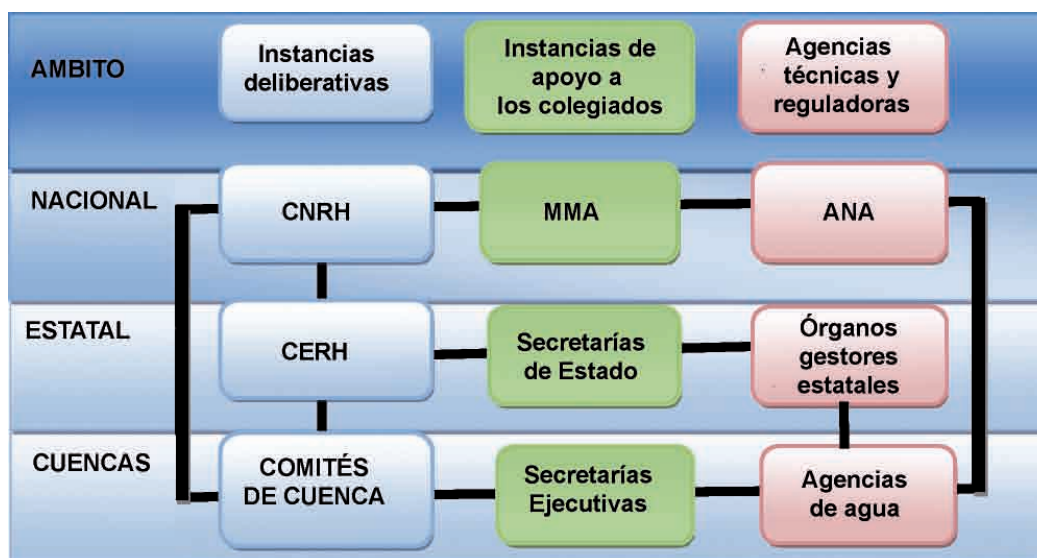 AMBITO
Instancias
deliberativas
Instancias de
apoyo a
los colegiados
Agencias
técnicas y
reguladoras
NACIONAL
CNRH
MMA
ANA
ESTATAL
CERH
Secretarías
de Estado
Órganos
gestores
estatales
CUENCAS
COMITÉS
DE CUENCA
Secretarías
Ejecutivas
Agencias
de agua